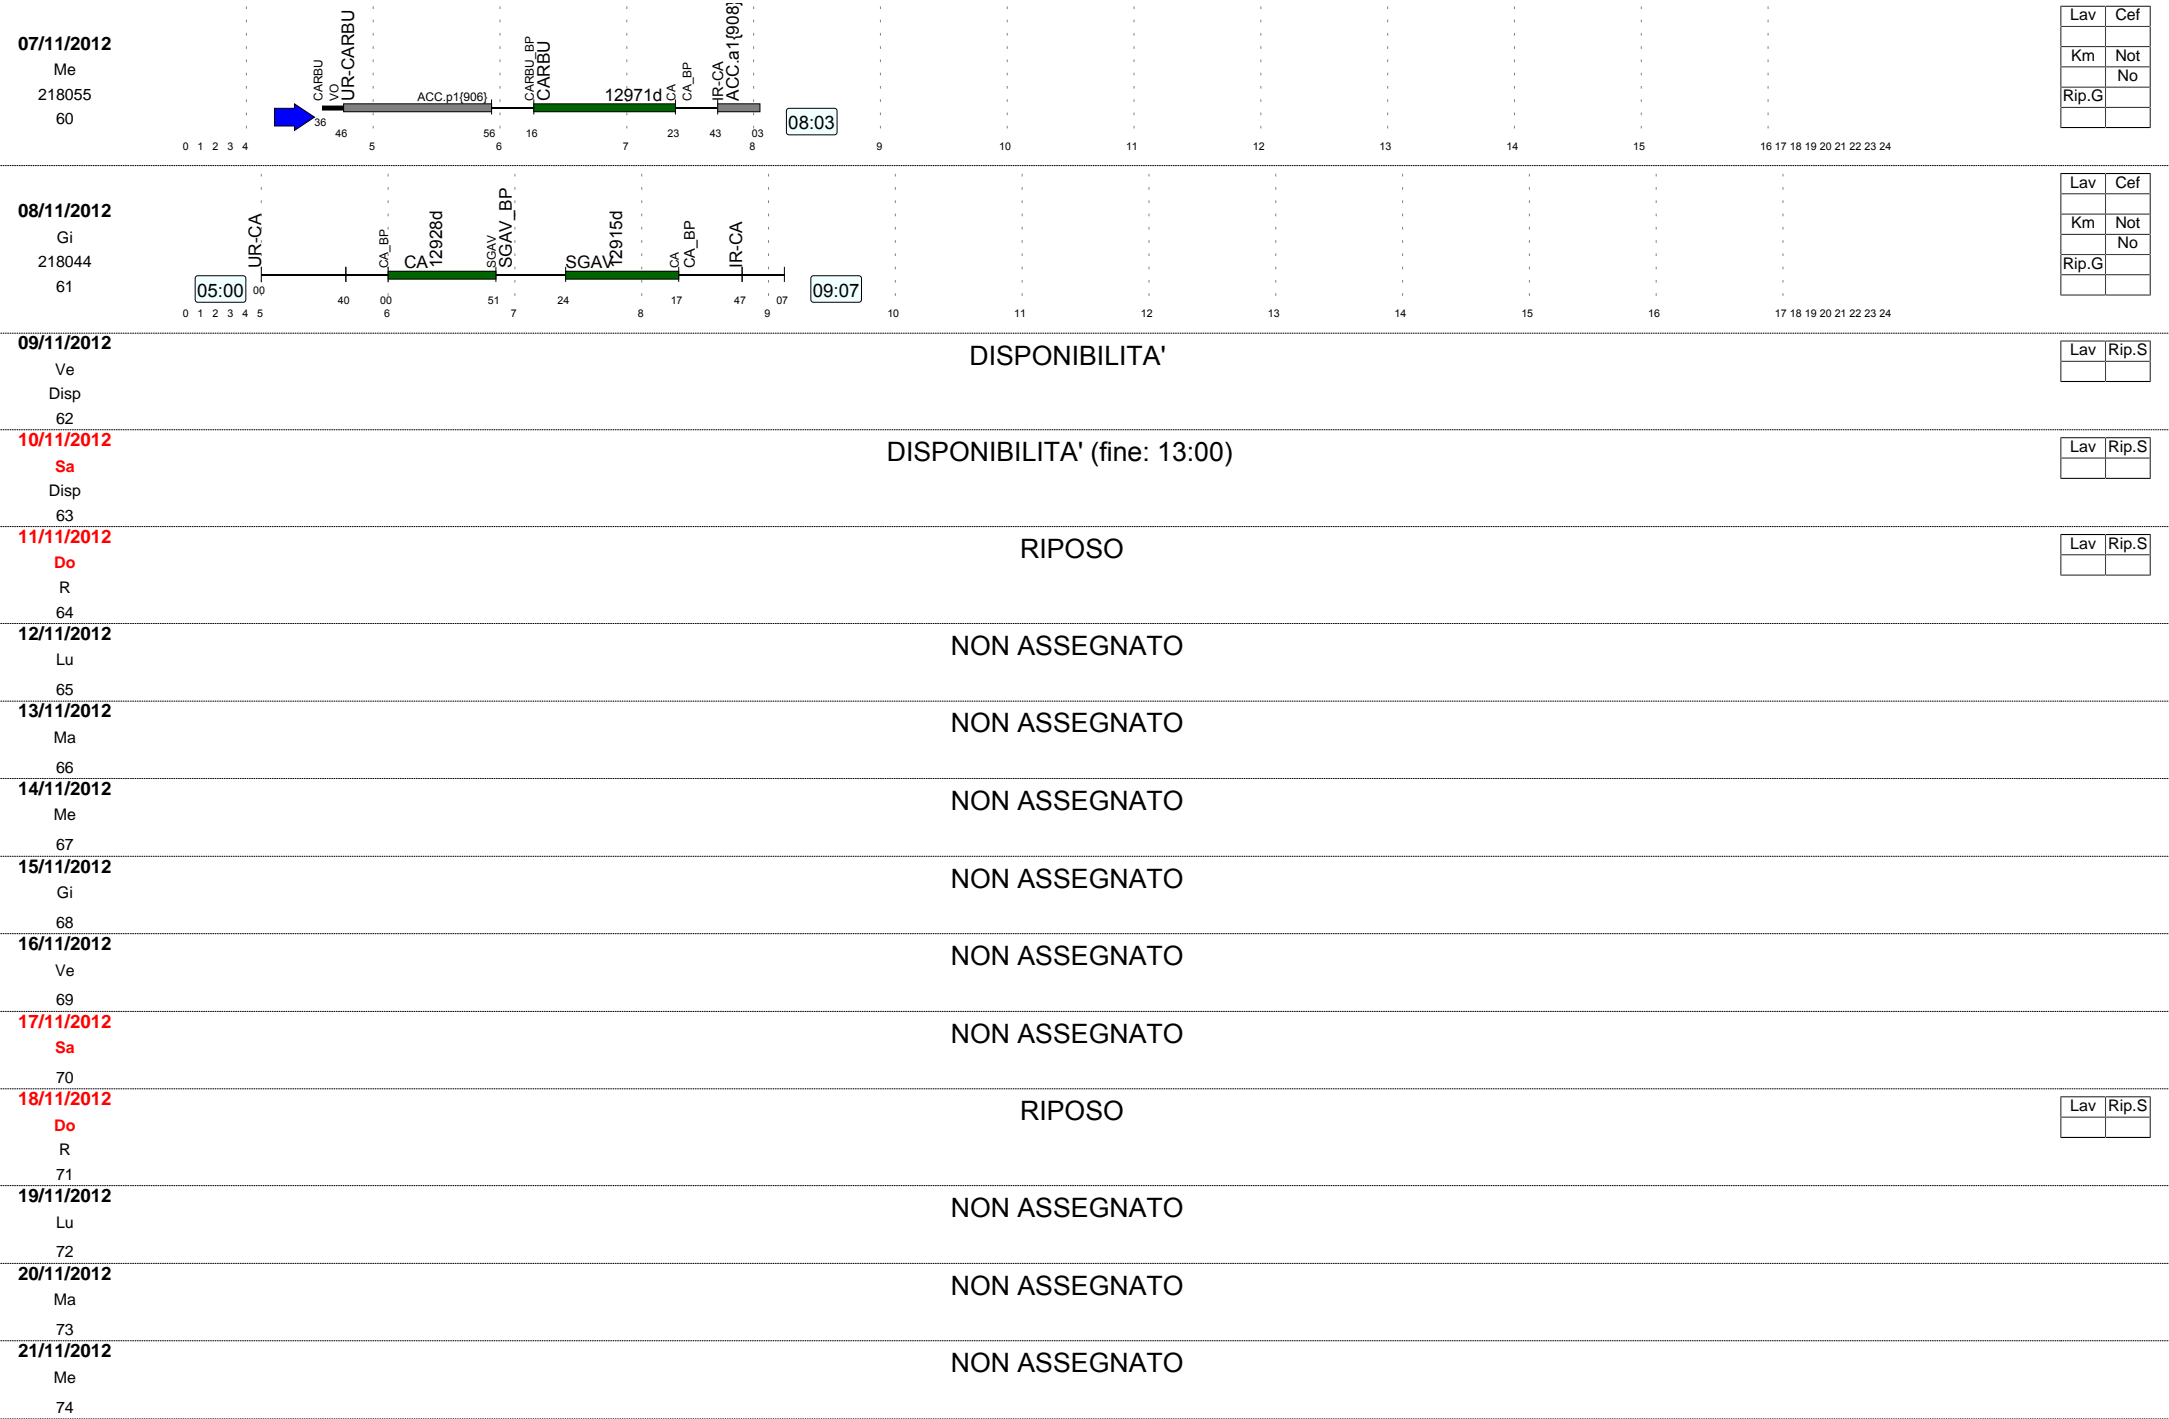 07/11/2012
Me
218055
60
CARBU
VO
UR-CARBU
ACC.p1{906}
CARBU_BP
CARBU
12971d
CA
CA_BP
IR-CA
ACC.a1{908}
36 46 56 16 23 43 03
08:03
0 1 2 3 4 5 6 7 8 9 10 11 12 13 14 15 16 17 18 19 20 21 22 23 24
Lav Cef
Km Not
No
Rip.G
08/11/2012
Gi
218044
61
05:00
UR-CA
CA_BP
CA
12928d
SGAV
SGAV_BP
SGAV
12915d
CA
CA_BP
IR-CA
00 40 00 51 24 17 47 07
09:07
0 1 2 3 4 5 6 7 8 9 10 11 12 13 14 15 16 17 18 19 20 21 22 23 24
Lav Cef
Km Not
No
Rip.G
09/11/2012
Ve
Disp
62
DISPONIBILITA'
Lav Rip.S
10/11/2012
Sa
Disp
63
DISPONIBILITA' (fine: 13:00)
Lav Rip.S
11/11/2012
Do
R
64
RIPOSO
Lav Rip.S
12/11/2012
Lu
65
NON ASSEGNATO
13/11/2012
Ma
66
NON ASSEGNATO
14/11/2012
Me
67
NON ASSEGNATO
15/11/2012
Gi
68
NON ASSEGNATO
16/11/2012
Ve
69
NON ASSEGNATO
17/11/2012
Sa
70
NON ASSEGNATO
18/11/2012
Do
R
71
RIPOSO
Lav Rip.S
19/11/2012
Lu
72
NON ASSEGNATO
20/11/2012
Ma
73
NON ASSEGNATO
21/11/2012
Me
74
NON ASSEGNATO